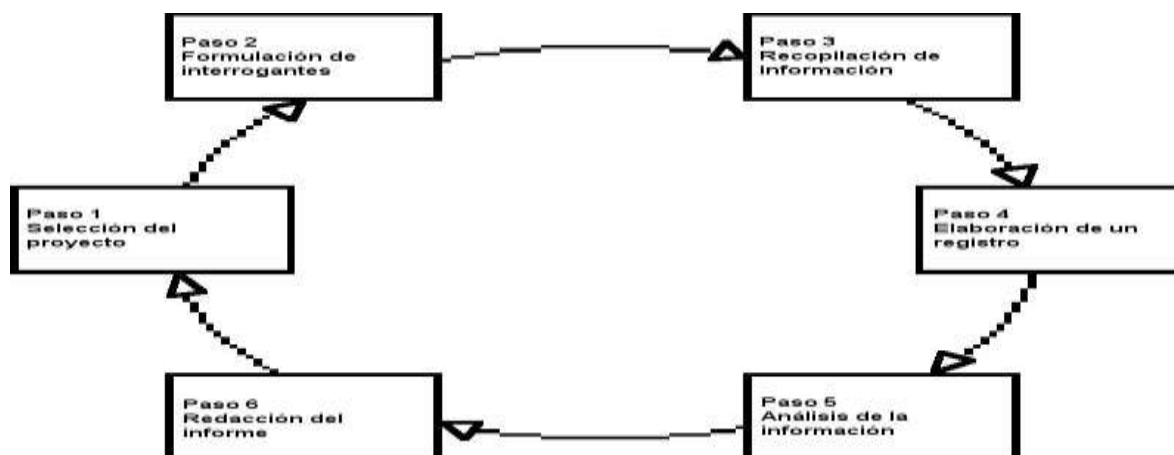 Paso 1
Selección del
proyecto
Paso 2
Formulación de
interrogantes
Paso 3
Recopilación de
información
Paso 4
Elaboración de un
registro
Paso 5
Análisis de la
información
Paso 6
Redacción del
informe